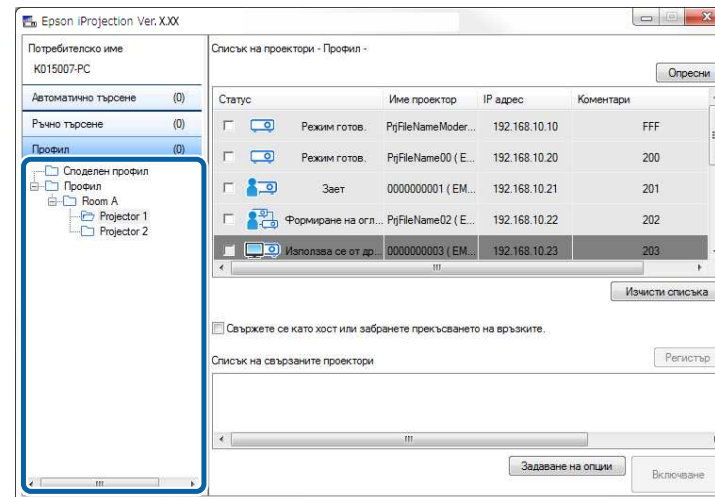 Epson iProjection Ver. X.XX
Потребителско име
K015007-PC
Автоматично търсене (0)
Ръчно търсене (0)
Профил (0)
Споделен профил
Профил
Room A
Projector 1
Projector 2
Списък на проектори - Профил -
Опресни
Статус Име проектор IP адрес Коментари
Режим готов. PrjFileNameModer... 192.168.10.10 FFF
Режим готов. PrjFileName00 ( E... 192.168.10.20 200
Зает 0000000001 ( EM... 192.168.10.21 201
Формиране на огл... PrjFileName02 ( E... 192.168.10.22 202
Използва се от др... 0000000003 ( EM... 192.168.10.23 203
Изчисти списъка
Свържете се като хост или забранете прекъсването на връзките.
Списък на свързаните проектори
Регистър
Задаване на опции
Включване